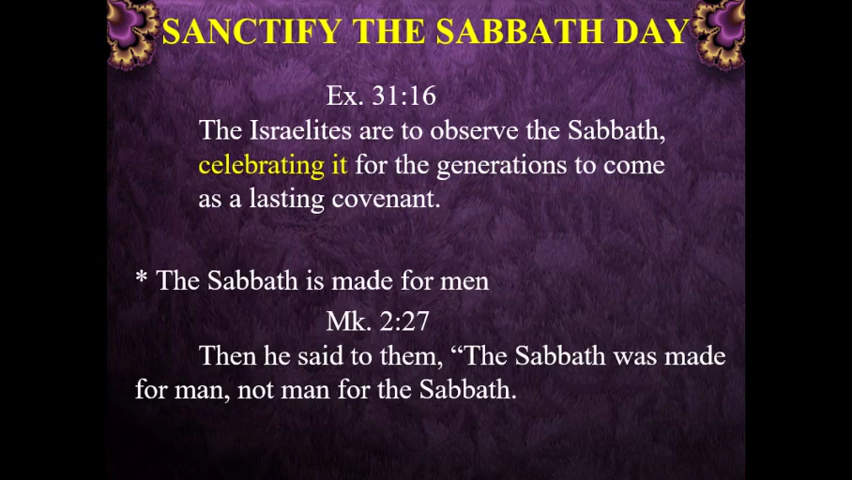 SANCTIFY THE SABBATH DAY
Ex. 31:16
The Israelites are to observe the Sabbath,
celebrating it for the generations to come
as a lasting covenant.
* The Sabbath is made for men
Mk. 2:27
Then he said to them, “The Sabbath was made
for man, not man for the Sabbath.